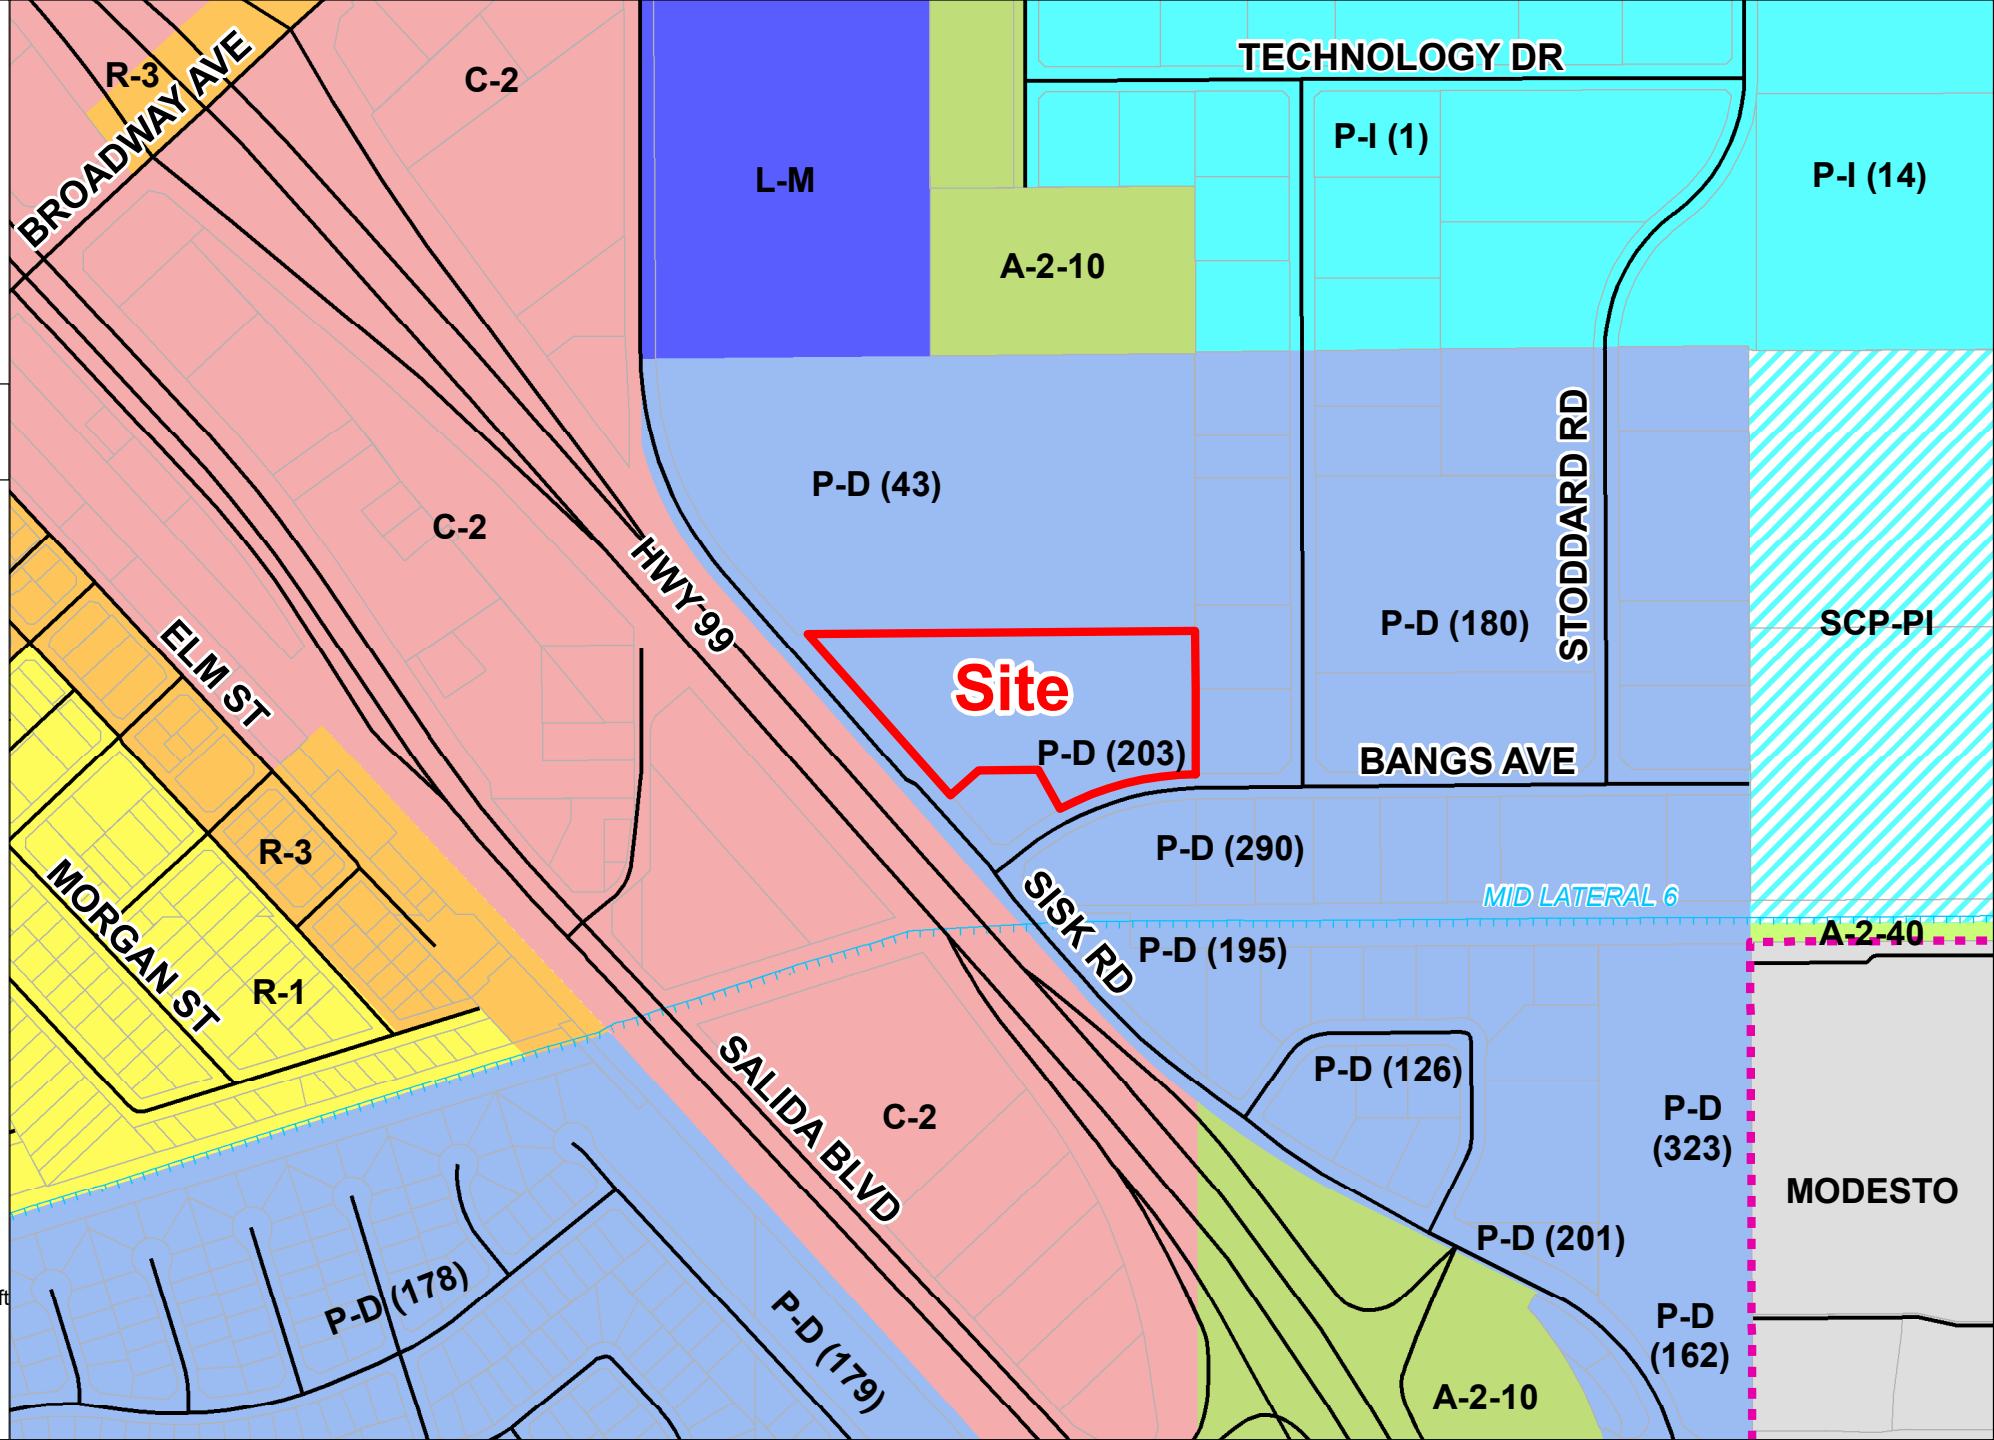 TECHNOLOGY DR
R-3
C-2
BROADWAY AVE
P-I (1)
L-M
P-I (14)
A-2-10
P-D (43)
STODDARD RD
C-2
HWY 99
ELM ST
P-D (180)
SCP-PI
Site
P-D (203)
BANGS AVE
R-3
P-D (290)
MORGAN ST
SISK RD
MID LATERAL 6
A-2-40
P-D (195)
R-1
SALIDA BLVD
P-D (126)
C-2
P-D
(323)
MODESTO
P-D (201)
P-D (178)
P-D (179)
P-D
(162)
A-2-10
ft